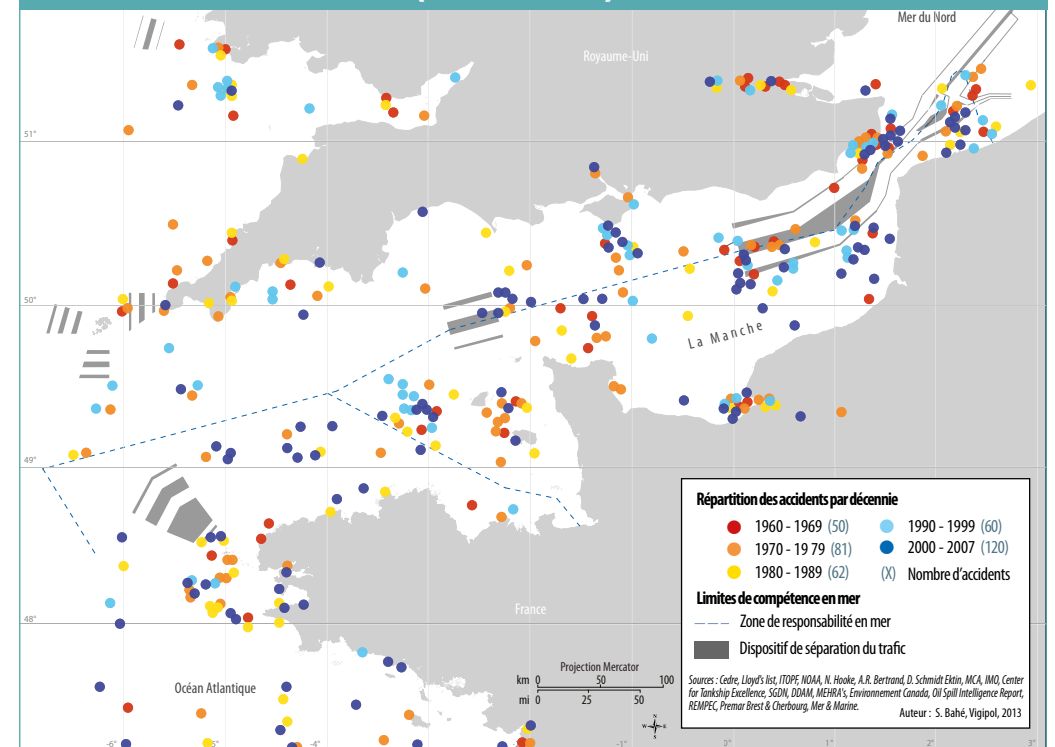 Mer du Nord
Royaume-Uni
51°
50°
La Manche
49°
48°
France
Océan Atlantique
Projection Mercator
km 0 50 100
mi 0 25 50
N
W E
S
-6° -5° -4° -1° 0° 1° 2° 3°
Répartition des accidents par décennie
1960 - 1969 (50)
1970 - 19 79 (81)
1980 - 1989 (62)
1990 - 1999 (60)
2000 - 2007 (120)
(X) Nombre d'accidents
Limites de compétence en mer
Zone de responsabilité en mer
Dispositif de séparation du trafic
Sources : Cedre, Lloyd's list, ITOPF, NOAA, N. Hooke, A.R. Bertrand, D. Schmidt Ektin, MCA, IMO, Center
for Tankship Excellence, SGDN, DDAM, MEHRA's, Environnement Canada, Oil Spill Intelligence Report,
REMPEC, Premar Brest & Cherbourg, Mer & Marine.
Auteur : S. Bahé, Vigipol, 2013